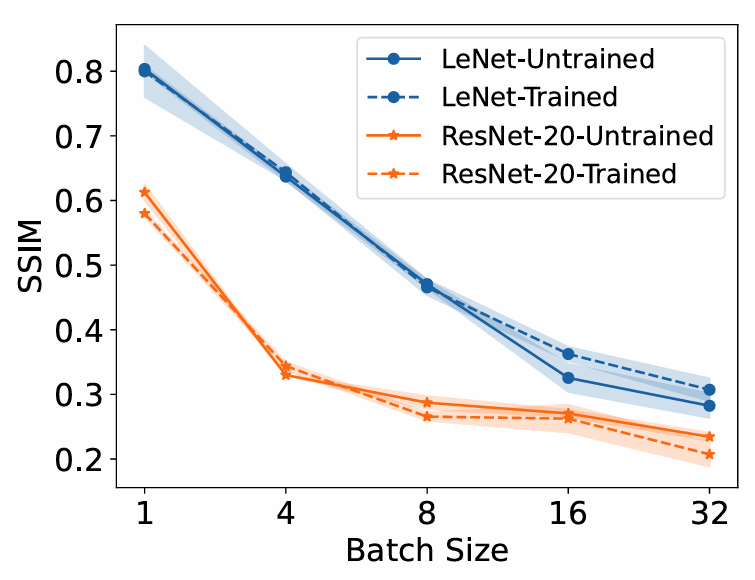 LeNet-Untrained
LeNet-Trained
ResNet-20-Untrained
ResNet-20-Trained
SSIM
0.8
0.7
0.6
0.5
0.4
0.3
0.2
1 4 8 16 32
Batch Size